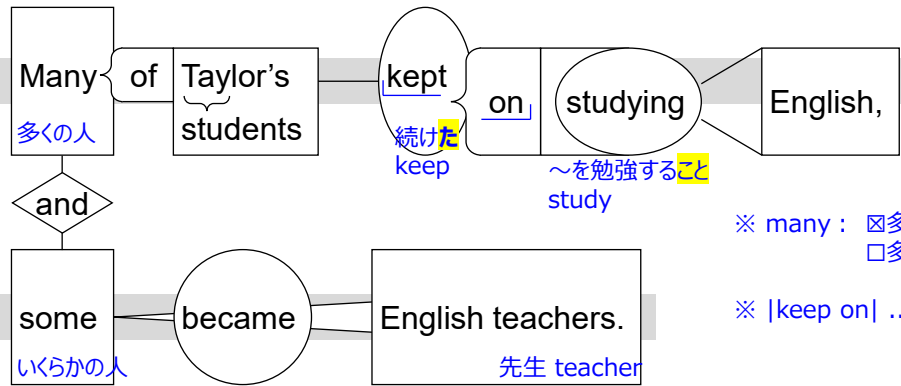 Many of Taylor's kept
students on studying English,
多くの人
続けた
keep
~を勉強すること
study
and
※ many : ☒多
☐多
some became English teachers.
※ |keep on| ..
いくらかの人
先生 teacher